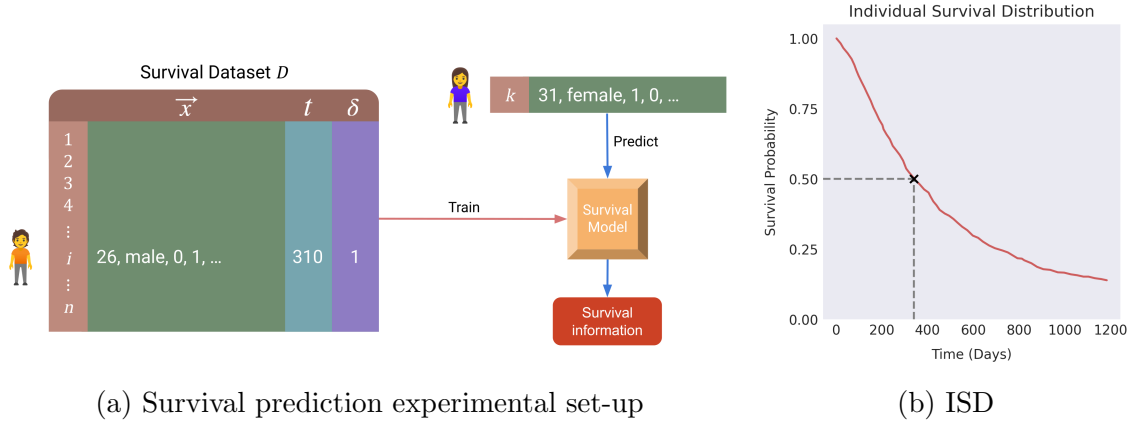 Survival Dataset D
x t δ
1
2
3
4
⋮
i
⋮
n
26, male, 0, 1, ... 310 1
Train
k 31, female, 1, 0, ...
Predict
Survival
Model
Survival
information
(a) Survival prediction experimental set-up
Individual Survival Distribution
Survival Probability
1.00
0.75
0.50
0.25
0.00
0 200 400 600 800 1000 1200
Time (Days)
(b) ISD